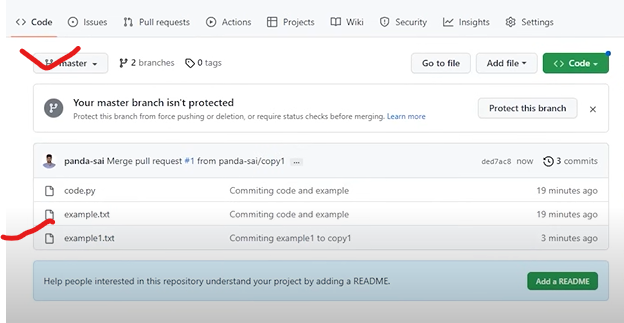 Code Issues Pull requests Actions Projects Wiki Security Insights Settings
master 2 branches 0 tags Go to file Add file Code
Your master branch isn't protected
Protect this branch from force pushing or deletion, or require status checks before merging. Learn more
Protect this branch
panda-sai Merge pull request #1 from panda-sai/copy1 ... ded7ac8 now 3 commits
code.py Commiting code and example 19 minutes ago
example.txt Commiting code and example 19 minutes ago
example1.txt Commiting example1 to copy1 3 minutes ago
Help people interested in this repository understand your project by adding a README. Add a README